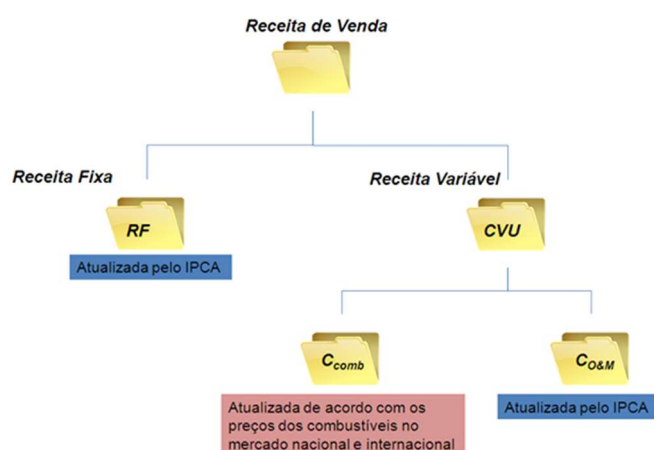 Receita de Venda
Receita Fixa
Receita Variável
RF
CVU
Atualizada pelo IPCA
Ccomb
CO&M
Atualizada de acordo com os
preços dos combustíveis no
mercado nacional e internacional
Atualizada pelo IPCA